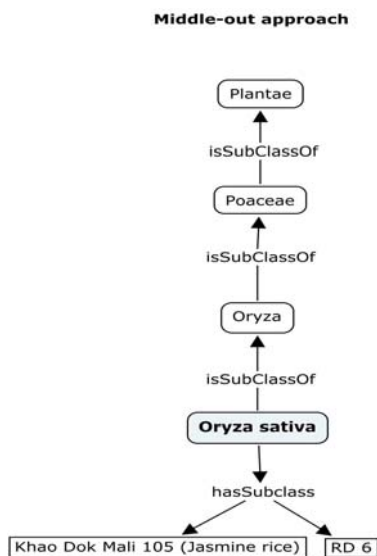 Middle-out approach
Plantae
isSubClassOf
Poaceae
isSubClassOf
Oryza
isSubClassOf
Oryza sativa
hasSubclass
Khao Dok Mali 105 (Jasmine rice)
RD 6